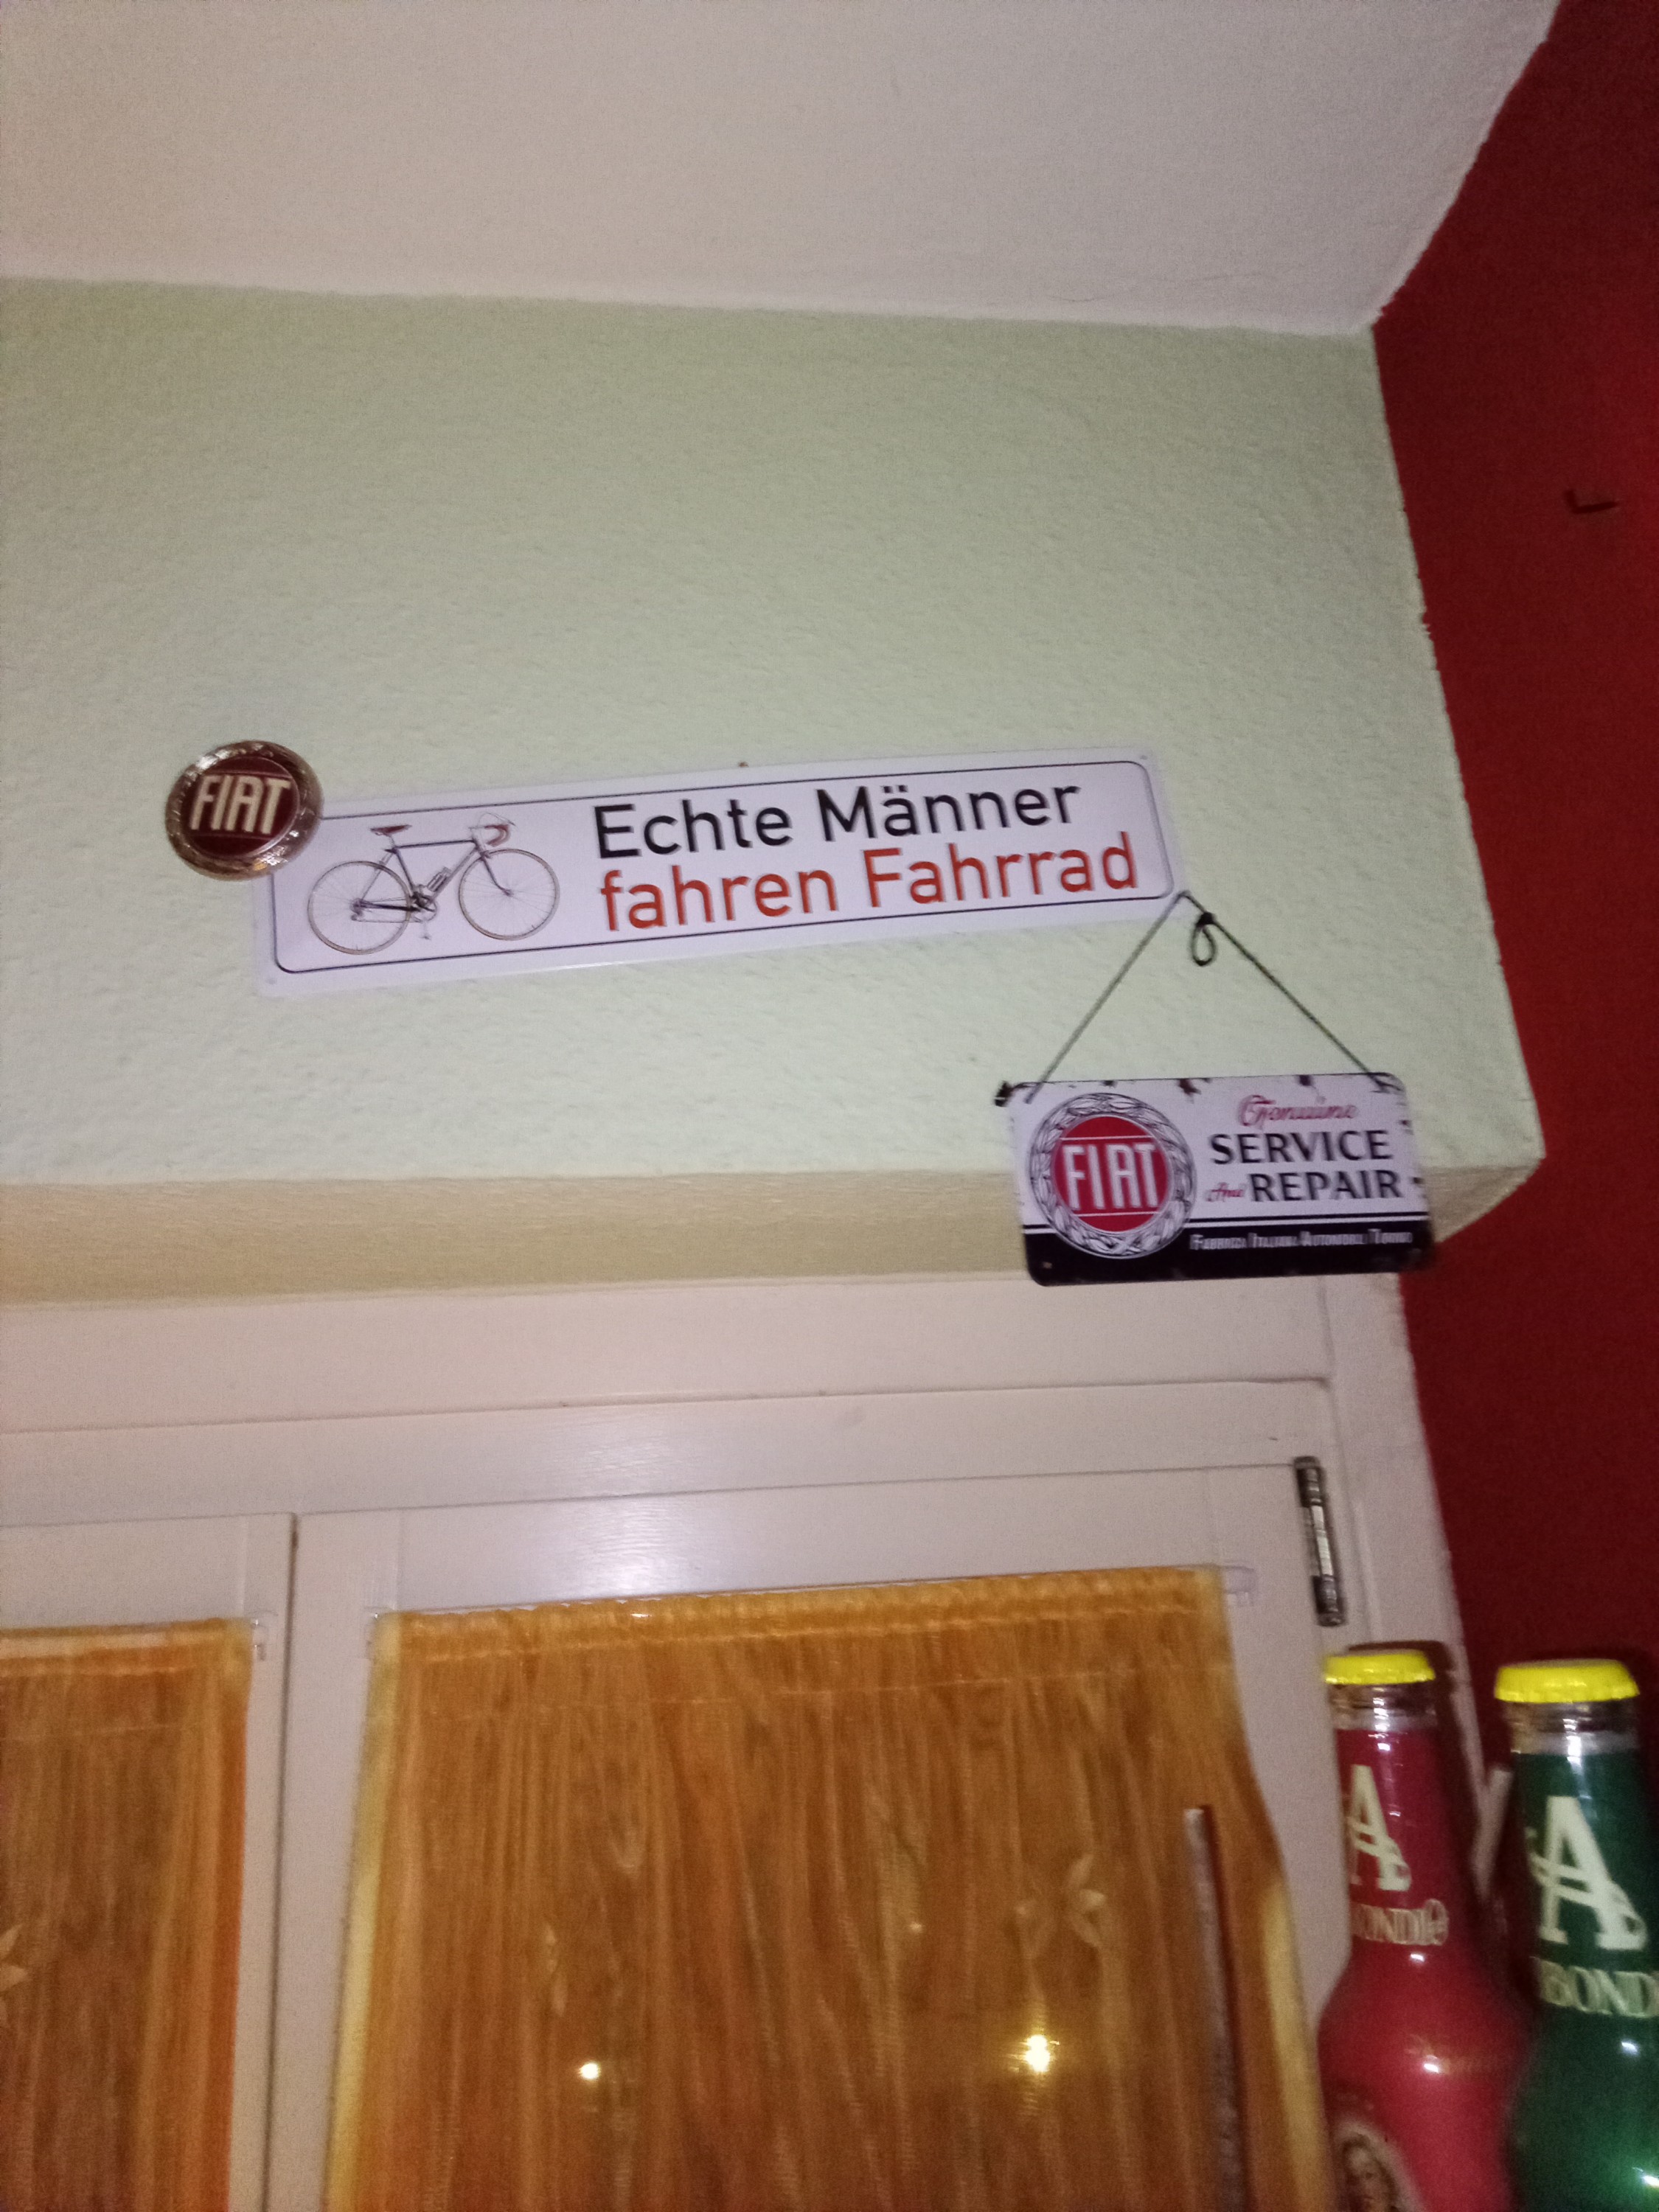 FIAT
Echte Männer
fahren Fahrrad
FIAT
Genuine
SERVICE
And REPAIR
FABBRICA ITALIANA AUTOMOBILI TORINO
A
A